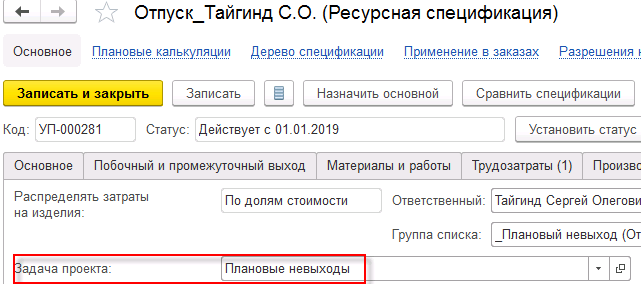 Отпуск_Тайгинд С.О. (Ресурсная спецификация)
Основное Плановые калькуляции Дерево спецификации Применение в заказах Разрешения н
Записать и закрыть Записать Назначить основной Сравнить спецификации
Код: УП-000281 Статус: Действует с 01.01.2019 Установить статус
Основное Побочный и промежуточный выход Материалы и работы Трудозатраты (1) Произво
Распределять затраты По долям стоимости Ответственный: Тайгинд Сергей Олегови
на изделия:
Группа списка: _Плановый невыход (От
Задача проекта: Плановые невыходы